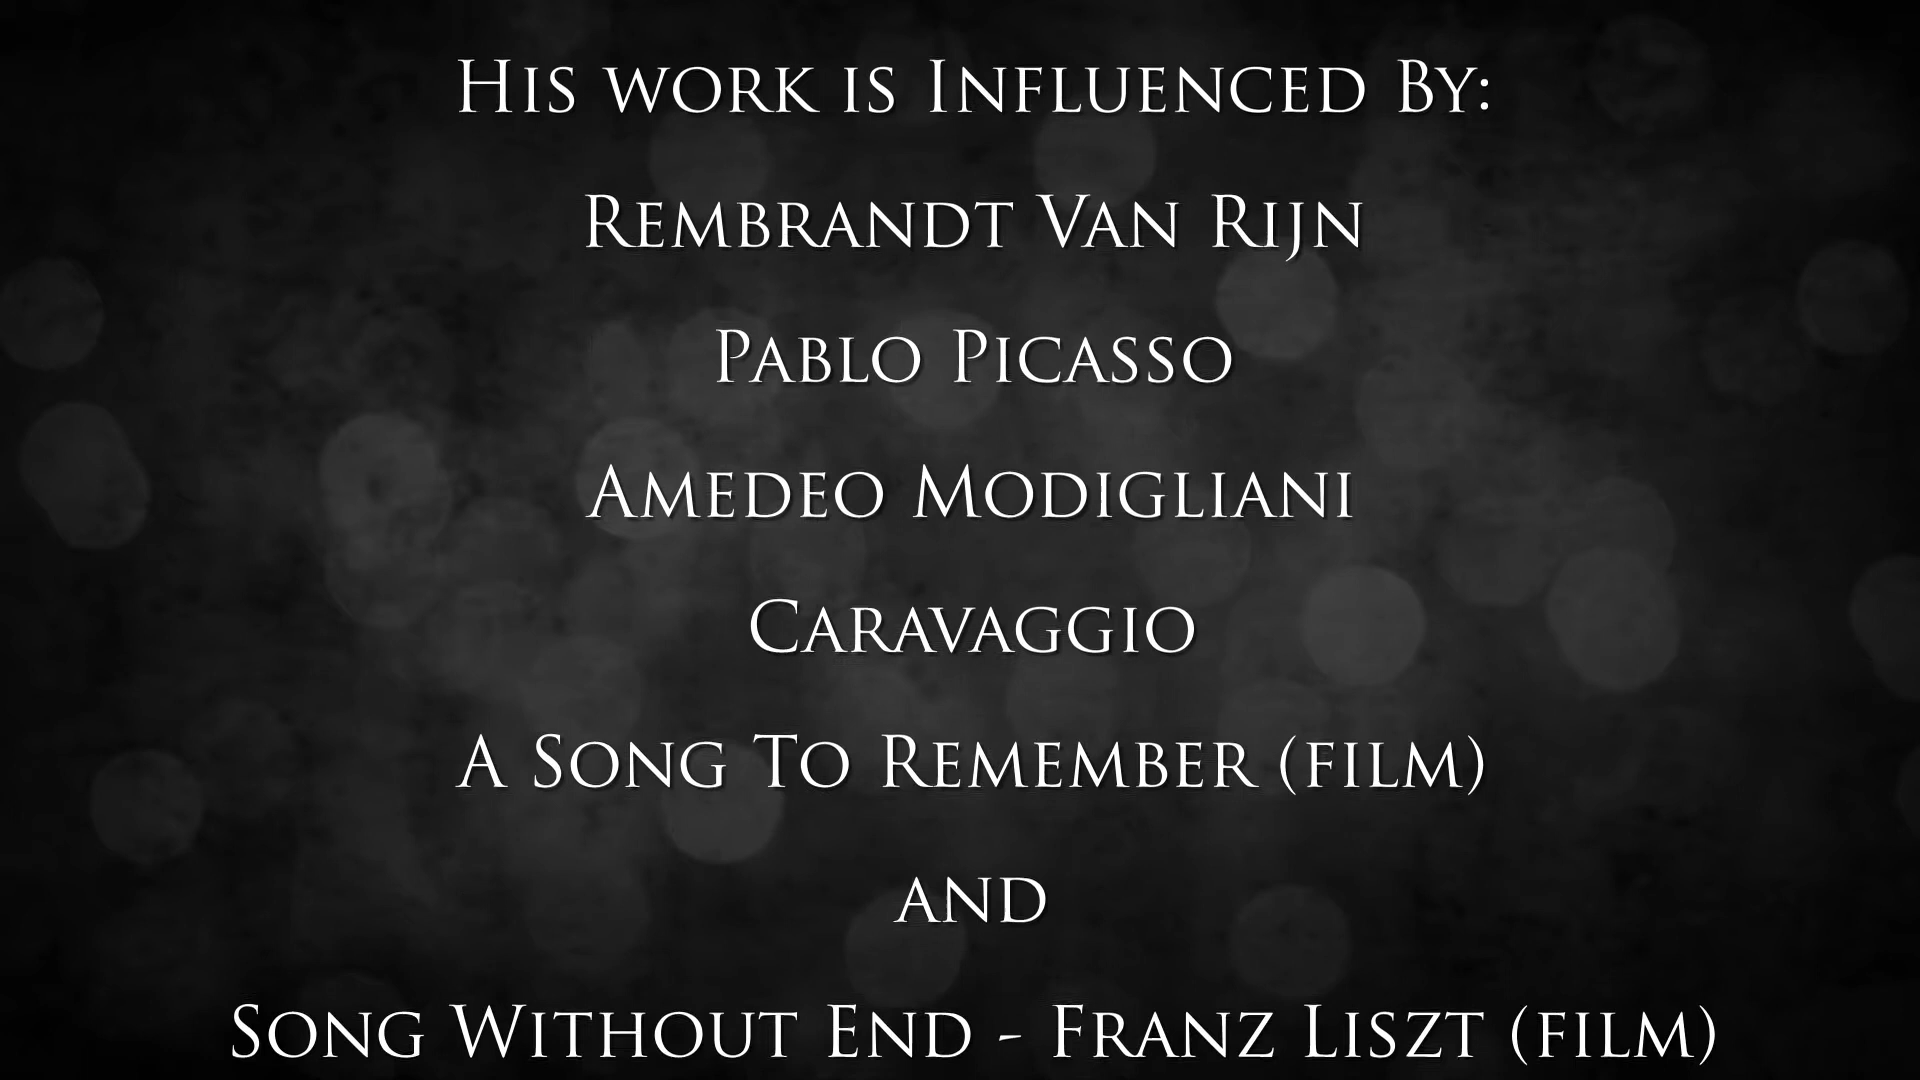 His work is Influenced By:
Rembrandt Van Rijn
Pablo Picasso
Amedeo Modigliani
Caravaggio
A Song To Remember (film)
and
Song Without End - Franz Liszt (film)